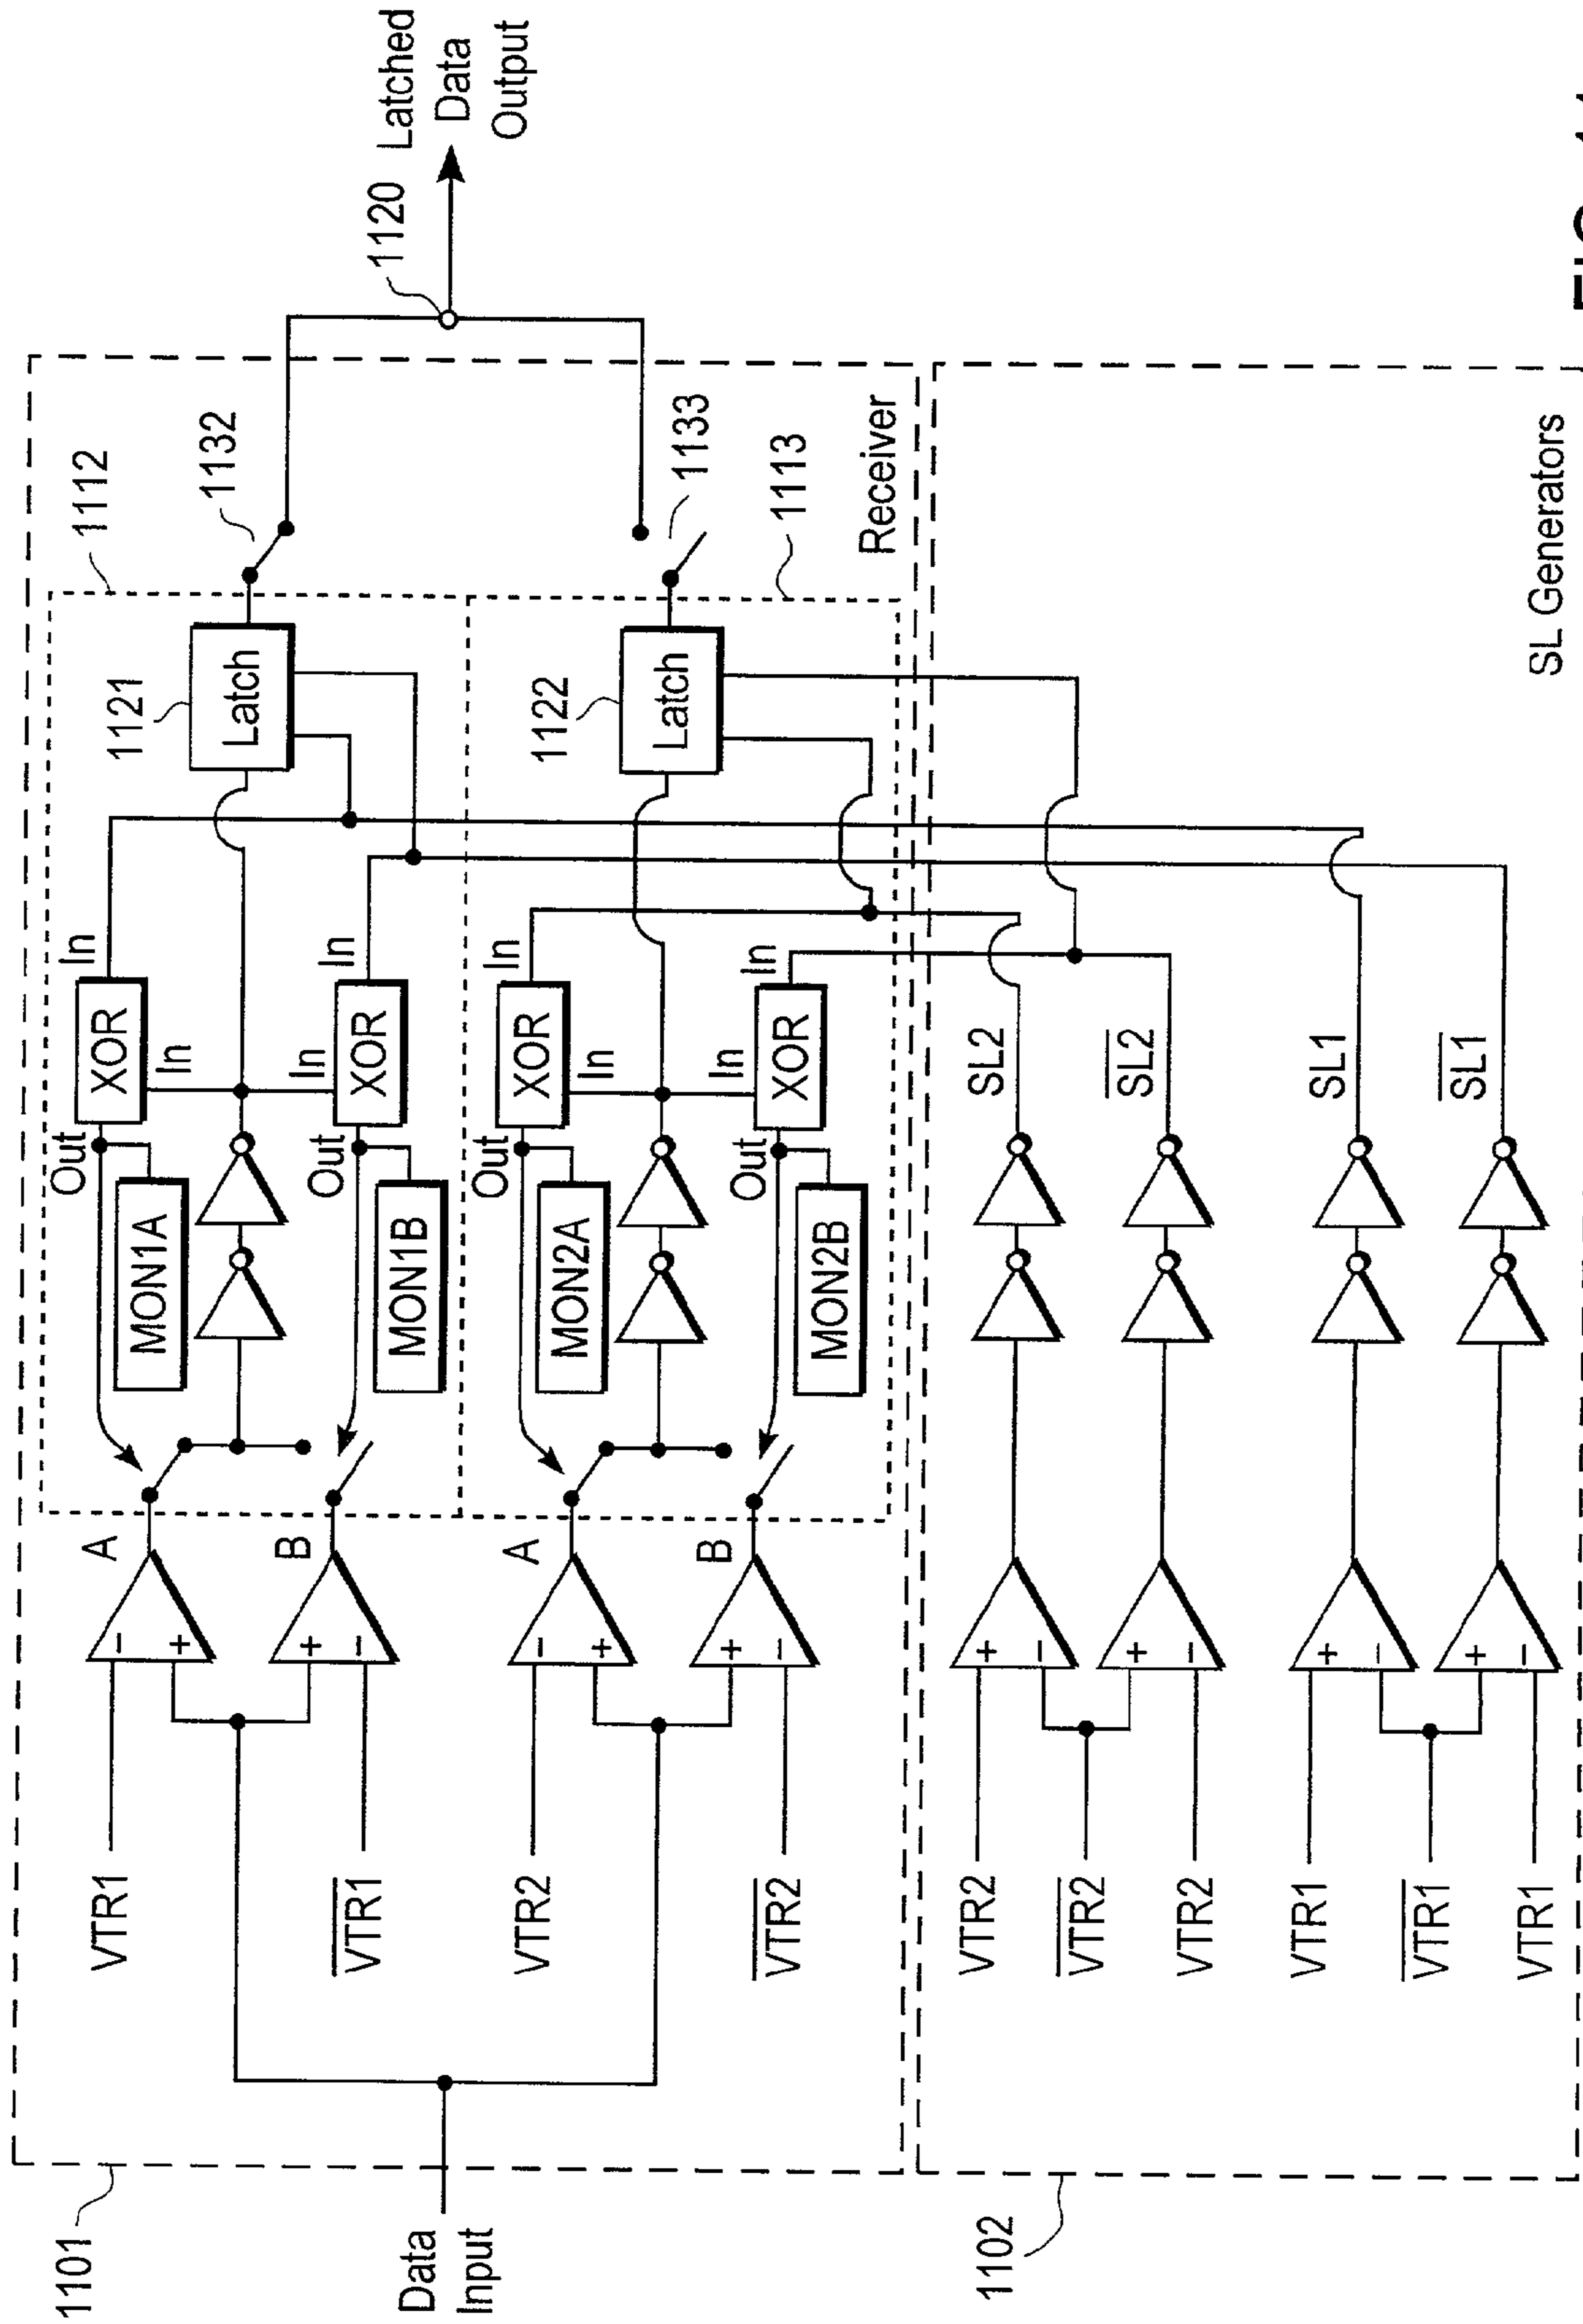 1101
Data
Input
VTR1
VTR1
VTR2
VTR2
A
B
A
B
-
+
+
-
-
+
+
-
Out
MON1A
XOR
In
In
Out
MON1B
XOR
In
In
Out
MON2A
XOR
In
In
Out
MON2B
XOR
In
In
1121
Latch
1122
Latch
1112
1132
1133
1113
Receiver
1120
Latched
Data
Output
1102
VTR2
VTR2
VTR2
VTR1
VTR1
VTR1
+
-
+
-
+
-
+
-
SL2
SL2
SL1
SL1
SL Generators